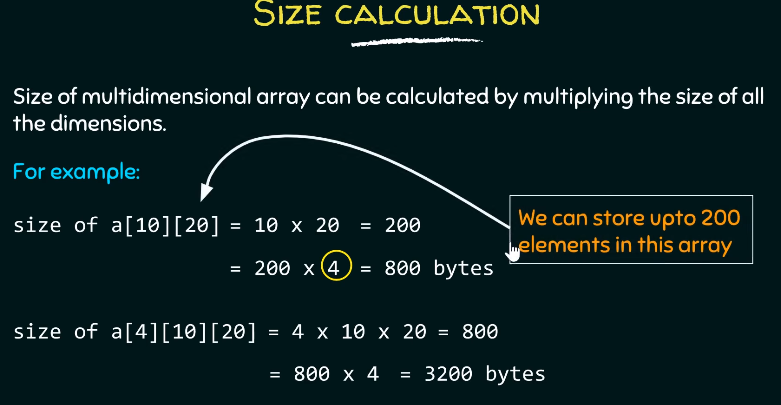 SIZE CALCULATION
Size of multidimensional array can be calculated by multiplying the size of all
the dimensions.
For example:
size of a[10][20] = 10 x 20 = 200
= 200 x 4 = 800 bytes
We can store upto 200
elements in this array
size of a[4][10][20] = 4 x 10 x 20 = 800
= 800 x 4 = 3200 bytes